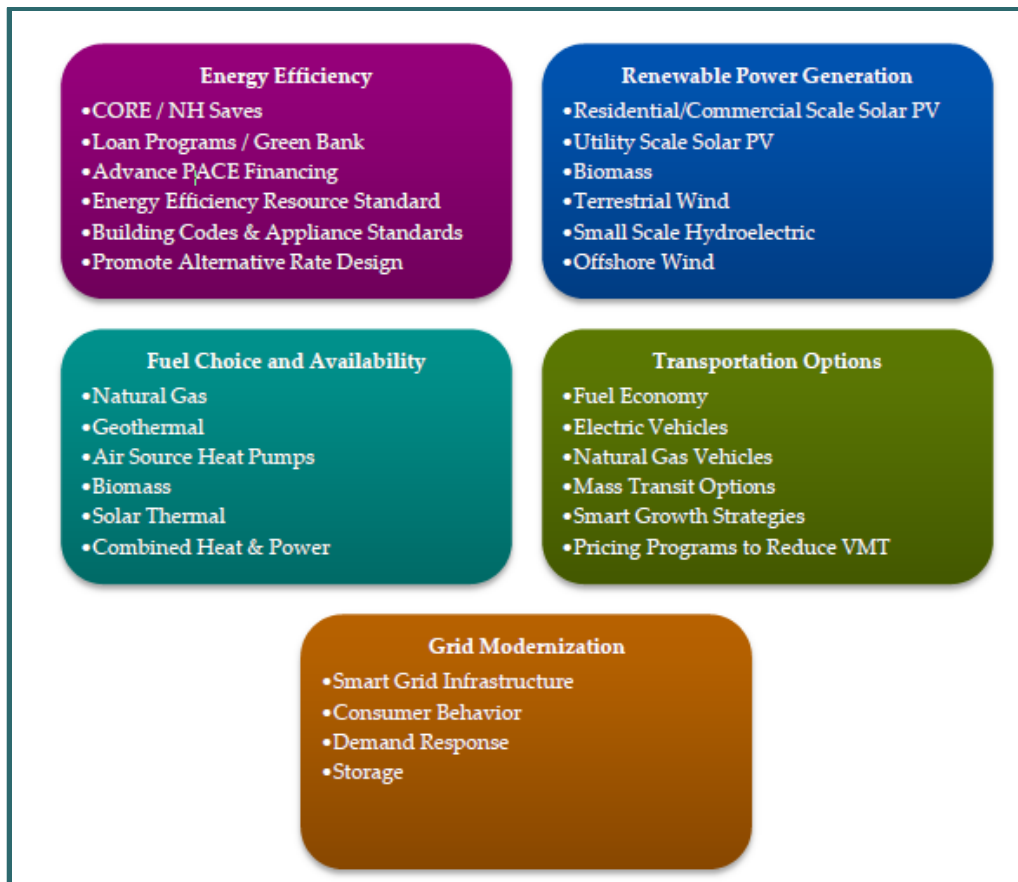 Energy Efficiency
•CORE / NH Saves
•Loan Programs / Green Bank
•Advance PACE Financing
•Energy Efficiency Resource Standard
•Building Codes & Appliance Standards
•Promote Alternative Rate Design
Renewable Power Generation
•Residential/Commercial Scale Solar PV
•Utility Scale Solar PV
•Biomass
•Terrestrial Wind
•Small Scale Hydroelectric
•Offshore Wind
Fuel Choice and Availability
•Natural Gas
•Geothermal
•Air Source Heat Pumps
•Biomass
•Solar Thermal
•Combined Heat & Power
Transportation Options
•Fuel Economy
•Electric Vehicles
•Natural Gas Vehicles
•Mass Transit Options
•Smart Growth Strategies
•Pricing Programs to Reduce VMT
Grid Modernization
•Smart Grid Infrastructure
•Consumer Behavior
•Demand Response
•Storage